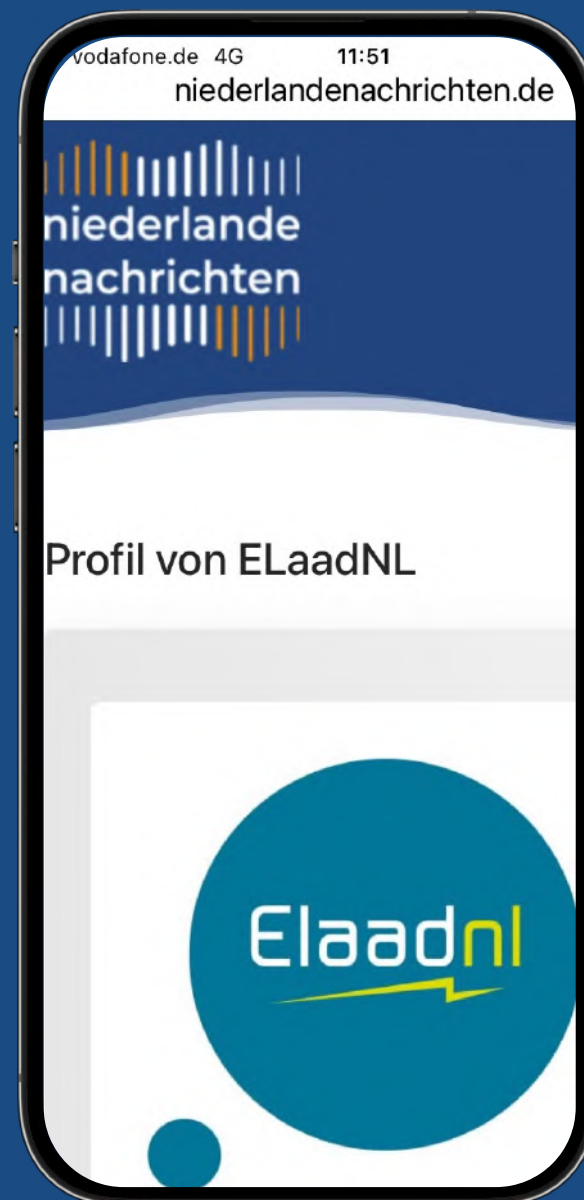 vodafone.de 4G 11:51
niederlandenachrichten.de
niederlande
nachrichten
Profil von ELaadNL
Elaadnl